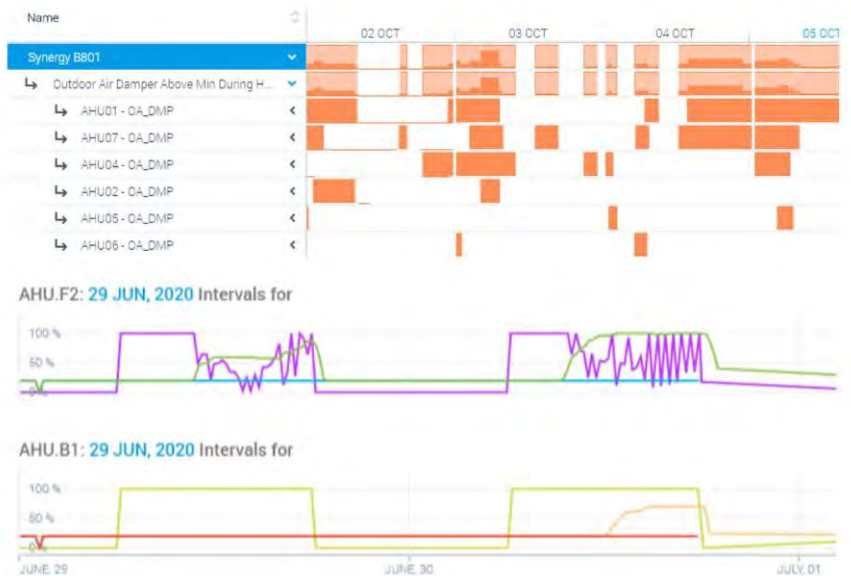 Name
02 OCT 03 OCT 04 OCT 05 OCT
Synergy B801
Outdoor Air Damper Above Min During H...
AHU01 - OA_DMP
AHU07 - OA_DMP
AHU04 - OA_DMP
AHU02 - OA_DMP
AHU05 - OA_DMP
AHU06 - OA_DMP
AHU.F2: 29 JUN, 2020 Intervals for
100 %
50 %
0 %
AHU.B1: 29 JUN, 2020 Intervals for
100 %
50 %
0 %
JUNE, 29 JUNE, 30 JULY, 01